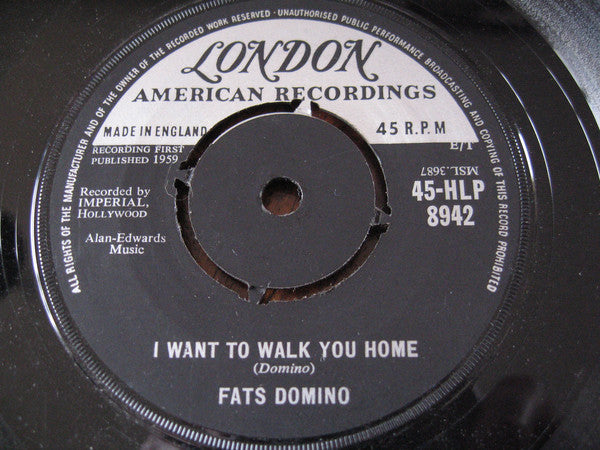 ALL RIGHTS OF THE MANUFACTURER AND OF THE OWNER OF THE RECORDED WORK RESERVED - UNAUTHORISED PUBLIC PERFORMANCE BROADCASTING AND COPYING OF THIS RECORD PROHIBITED
LONDON
AMERICAN RECORDINGS
MADE IN ENGLAND
45 R.P.M
RECORDING FIRST
PUBLISHED 1959
E/T
MSL.3687
Recorded by
IMPERIAL,
HOLLYWOOD
45-HLP
8942
Alan-Edwards
Music
I WANT TO WALK YOU HOME
(Domino)
FATS DOMINO